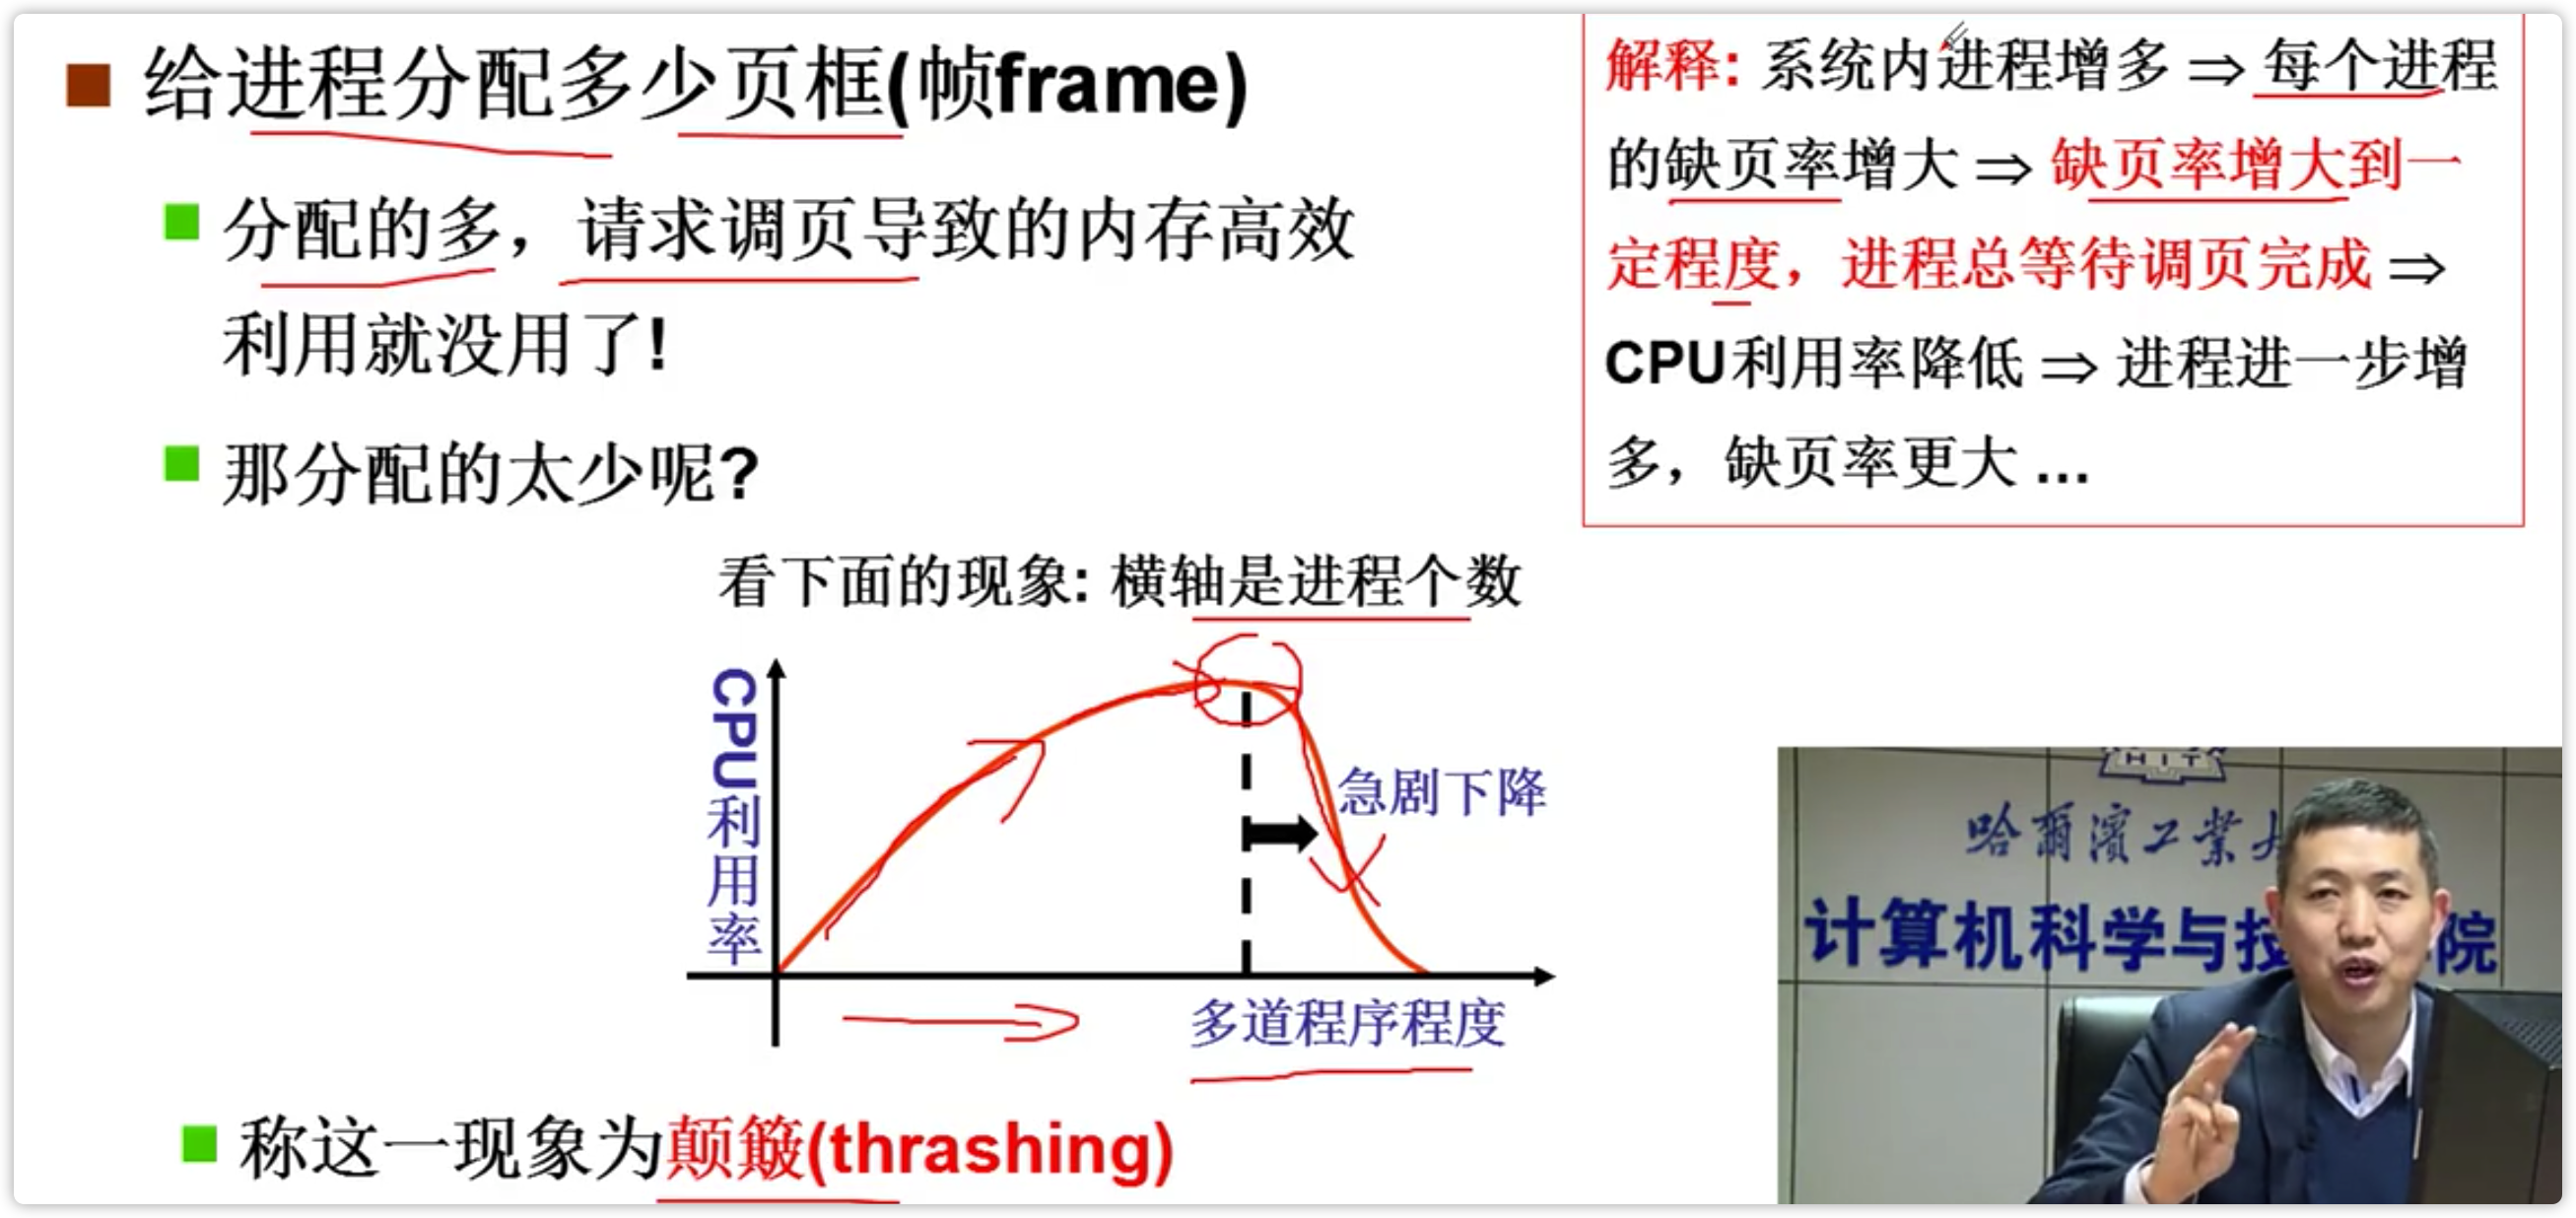 给进程分配多少页框(帧frame)
分配的多，请求调页导致的内存高效
利用就没用了!
那分配的太少呢?
解释: 系统内进程增多 ⇒ 每个进程
的缺页率增大 ⇒ 缺页率增大到一
定程度，进程总等待调页完成 ⇒
CPU利用率降低 ⇒ 进程进一步增
多，缺页率更大 ...
看下面的现象: 横轴是进程个数
CPU利用率
急剧下降
多道程序程度
称这一现象为颠簸(thrashing)
HIT
哈爾濱工業大
计算机科学与技 院